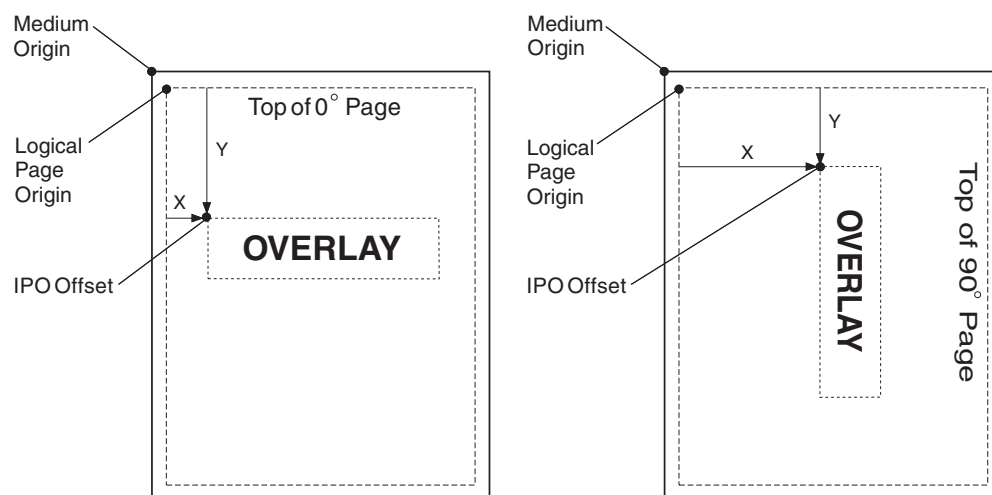 Medium
Origin
Top of 0° Page
Logical
Page
Origin
Y
X
OVERLAY
IPO Offset
Medium
Origin
Logical
Page
Origin
Y
X
OVERLAY
Top of 90° Page
IPO Offset